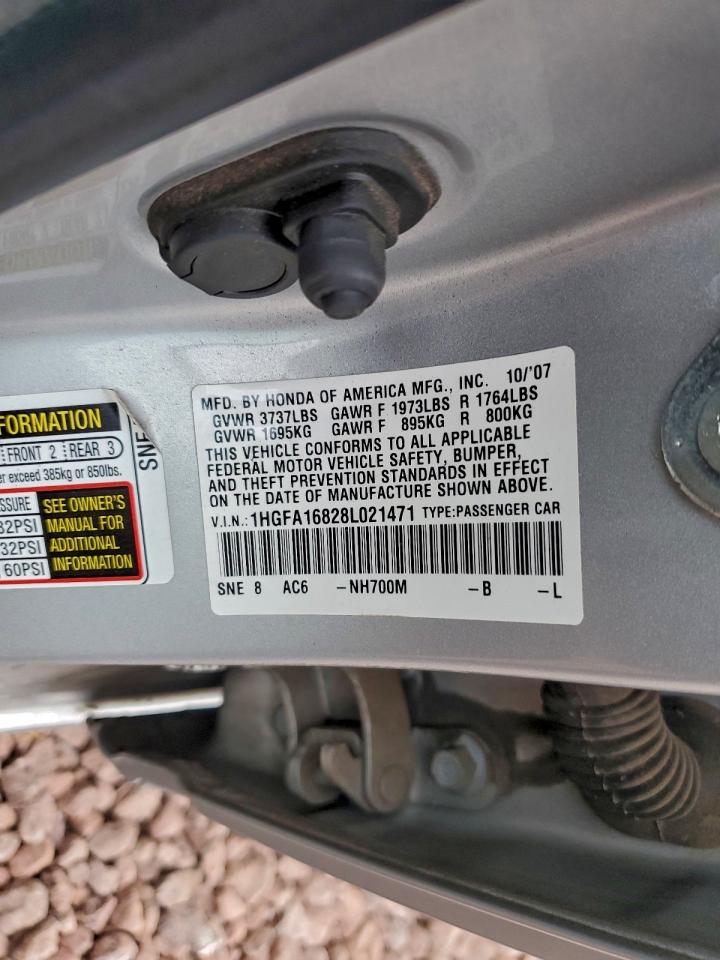 FORMATION
FRONT 2 REAR 3
er exceed 385kg or 850lbs.
SSURE
32PSI
32PSI
60PSI
SEE OWNER'S
MANUAL FOR
ADDITIONAL
INFORMATION
SNE
MFD. BY HONDA OF AMERICA MFG., INC. 10/'07
GVWR 3737LBS GAWR F 1973LBS R 1764LBS
GVWR 1695KG GAWR F 895KG R 800KG
THIS VEHICLE CONFORMS TO ALL APPLICABLE
FEDERAL MOTOR VEHICLE SAFETY, BUMPER,
AND THEFT PREVENTION STANDARDS IN EFFECT
ON THE DATE OF MANUFACTURE SHOWN ABOVE.
V.I.N.: 1HGFA16828L021471 TYPE:PASSENGER CAR
SNE 8 AC6 -NH700M -B -L